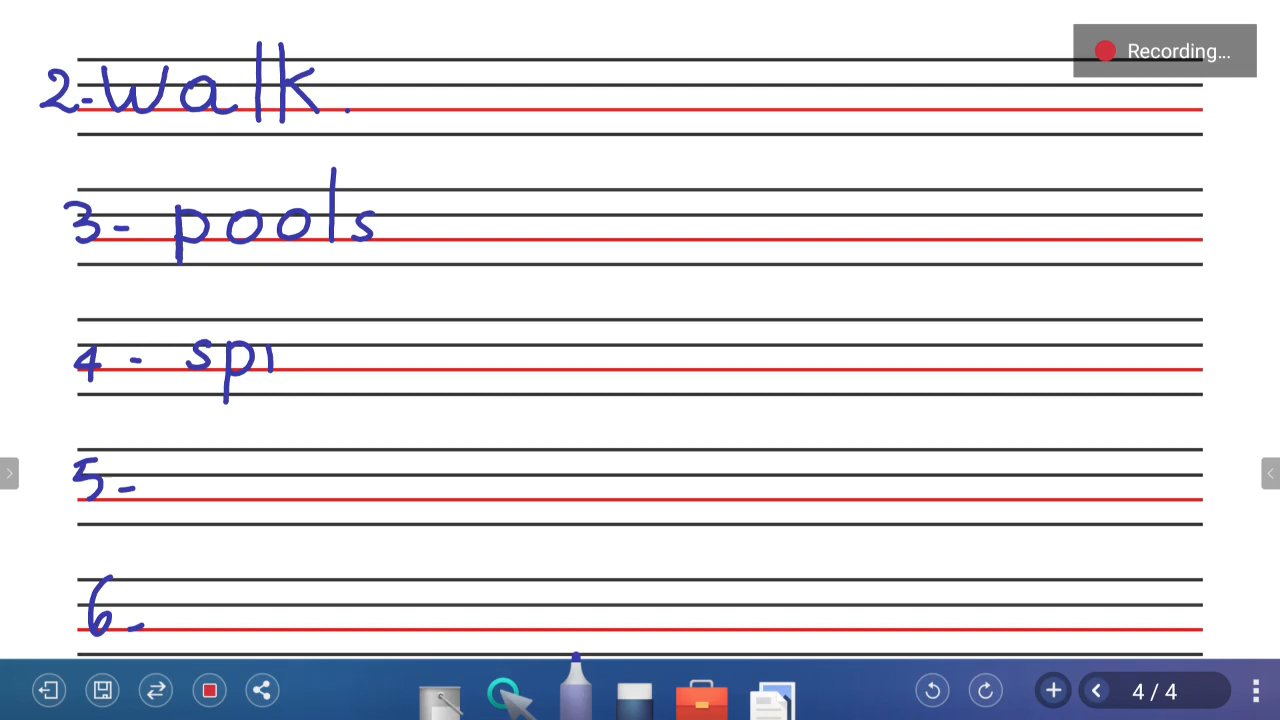 Recording...
2-Walk.
3- pools
4- spi
5-
6-
4 / 4